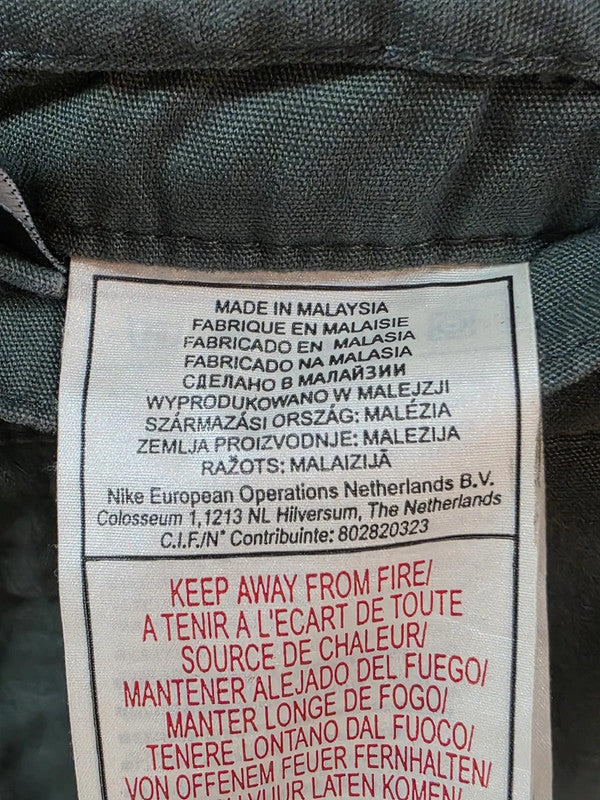 MADE IN MALAYSIA
FABRIQUE EN MALAISIE
FABRICADO EN MALASIA
FABRICADO NA MALASIA
СДЕЛАНО В МАЛАЙЗИИ
WYPRODUKOWANO W MALEJZJI
SZÁRMAZÁSI ORSZÁG: MALÉZIA
ZEMLJA PROIZVODNJE: MALEZIJA
RAŽOTS: MALAIZIJĀ
Nike European Operations Netherlands B.V.
Colosseum 1,1213 NL Hilversum, The Netherlands
C.I.F./N° Contribuinte: 802820323
KEEP AWAY FROM FIRE/
A TENIR A L'ECART DE TOUTE
SOURCE DE CHALEUR/
MANTENER ALEJADO DEL FUEGO/
MANTER LONGE DE FOGO/
TENERE LONTANO DAL FUOCO/
VON OFFENEM FEUER FERNHALTEN/
VUUR LATEN KOMEN/